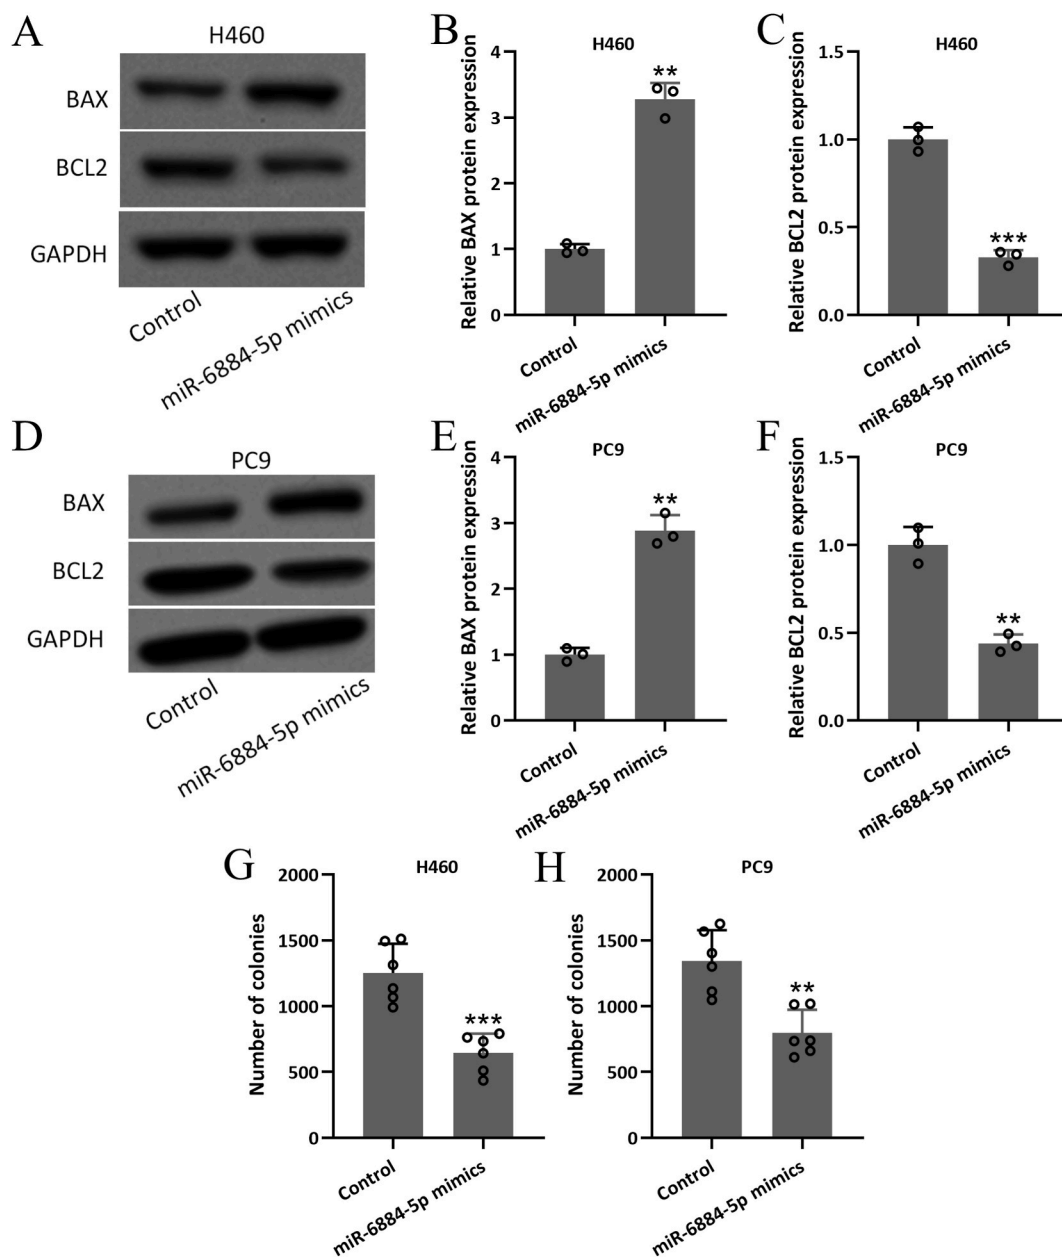 A
H460
BAX
BCL2
GAPDH
Control
miR-6884-5p mimics
B
H460
Relative BAX protein expression
4
3
2
1
0
**
Control
miR-6884-5p mimics
C
H460
Relative BCL2 protein expression
1.5
1.0
0.5
0.0
***
Control
miR-6884-5p mimics
D
PC9
BAX
BCL2
GAPDH
Control
miR-6884-5p mimics
E
PC9
Relative BAX protein expression
4
3
2
1
0
**
Control
miR-6884-5p mimics
F
PC9
Relative BCL2 protein expression
1.5
1.0
0.5
0.0
**
Control
miR-6884-5p mimics
G
H460
Number of colonies
2000
1500
1000
500
0
***
Control
miR-6884-5p mimics
H
PC9
Number of colonies
2000
1500
1000
500
0
**
Control
miR-6884-5p mimics